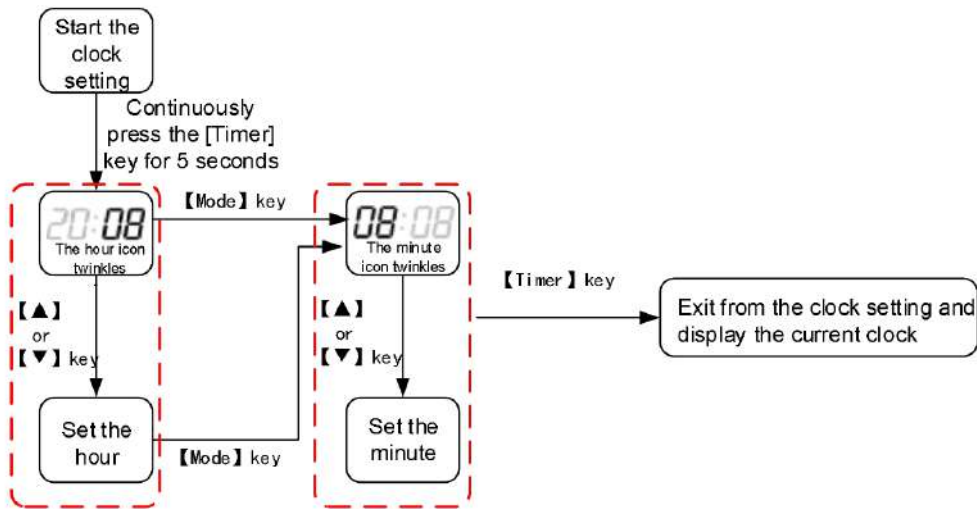 Start the
clock
setting
Continuously
press the [Timer]
key for 5 seconds
20:08
The hour icon
twinkles
【Mode】key
08:08
The minute
icon twinkles
【▲】
or
【▼】key
【▲】
or
【▼】key
【Timer】key
Exit from the clock setting and
display the current clock
Set the
hour
【Mode】key
Set the
minute